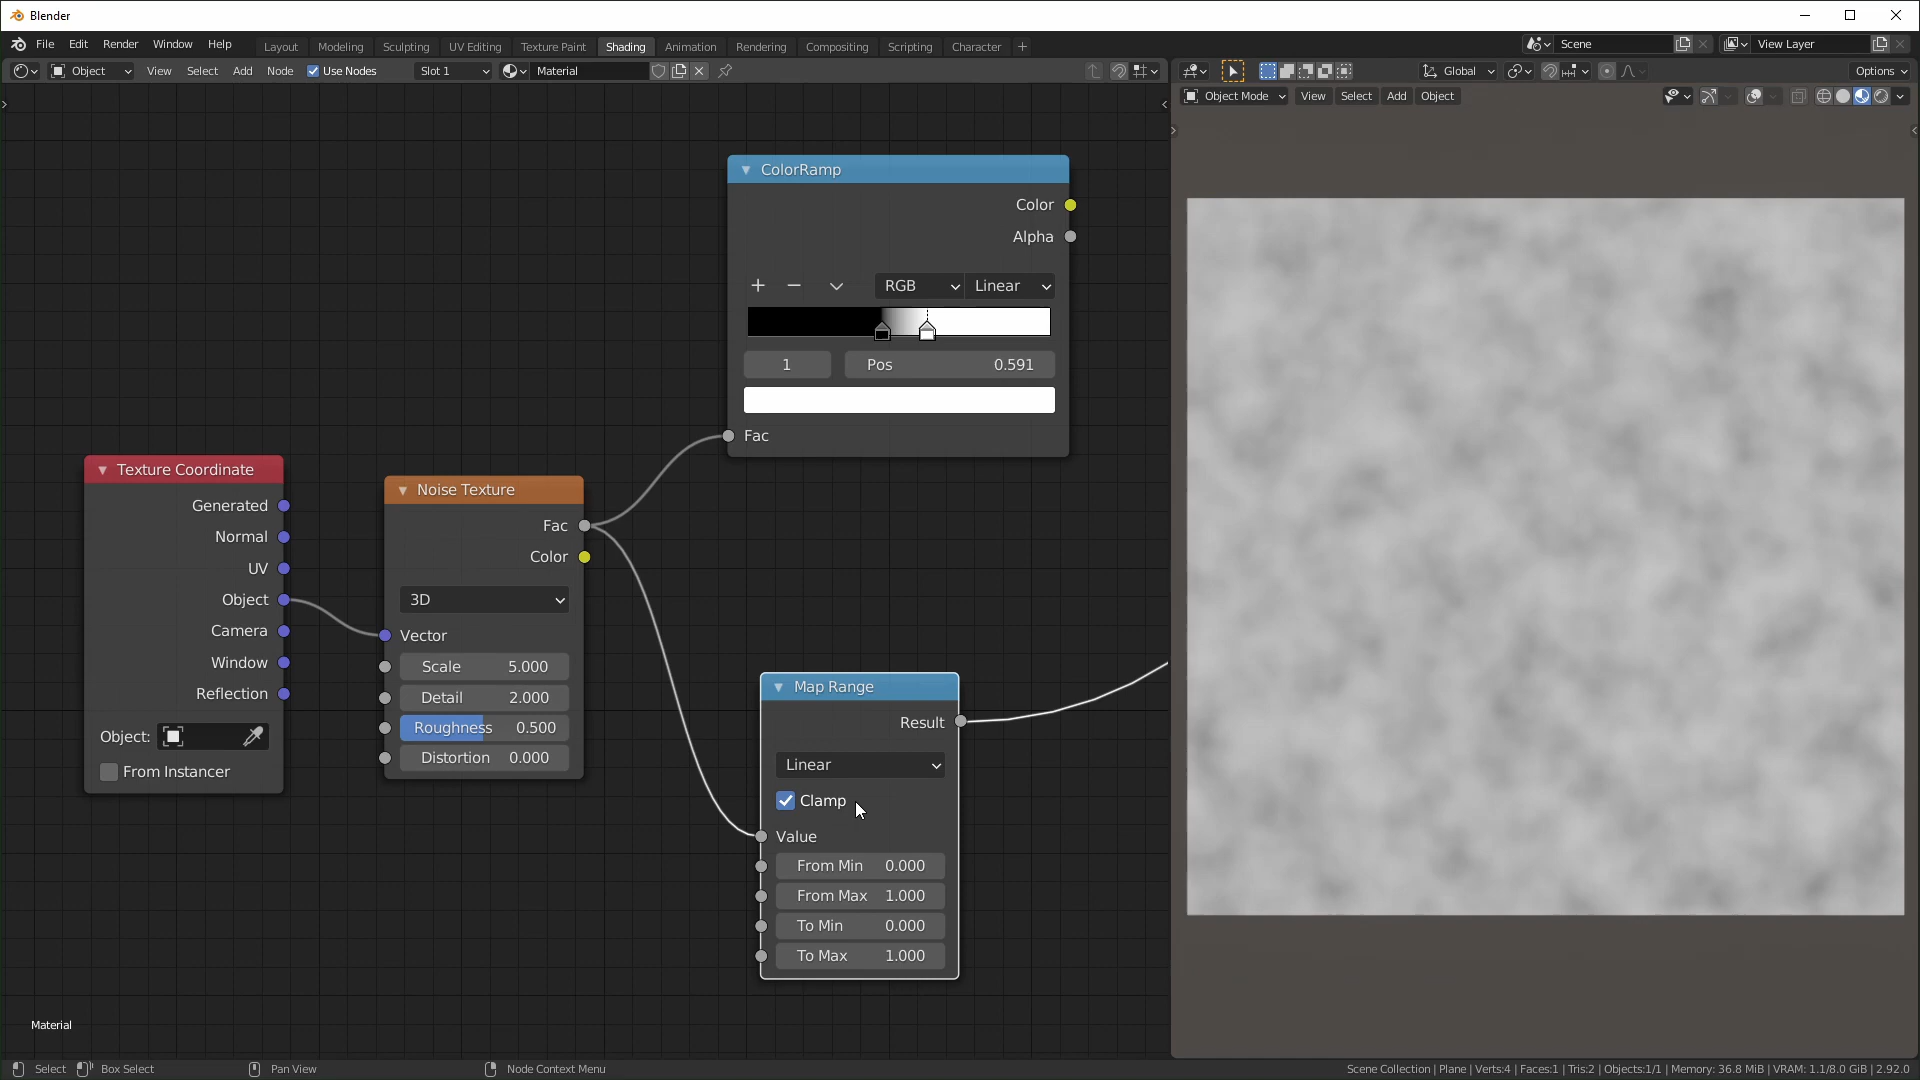 Blender
File Edit Render Window Help Layout Modeling Sculpting UV Editing Texture Paint Shading Animation Rendering Compositing Scripting Character + Scene View Layer
Object View Select Add Node Use Nodes Slot 1 Material Global Options
Object Mode View Select Add Object
ColorRamp
Color
Alpha
RGB Linear
1 Pos 0.591
Fac
Texture Coordinate
Generated
Normal
UV
Object
Camera
Window
Reflection
Object:
From Instancer
Noise Texture
Fac
Color
3D
Vector
Scale 5.000
Detail 2.000
Roughness 0.500
Distortion 0.000
Map Range
Result
Linear
Clamp
Value
From Min 0.000
From Max 1.000
To Min 0.000
To Max 1.000
Material
Select Box Select Pan View Node Context Menu Scene Collection | Plane | Verts:4 | Faces:1 | Tris:2 | Objects:1/1 | Memory: 36.8 MiB | VRAM: 1.1/8.0 GiB | 2.92.0